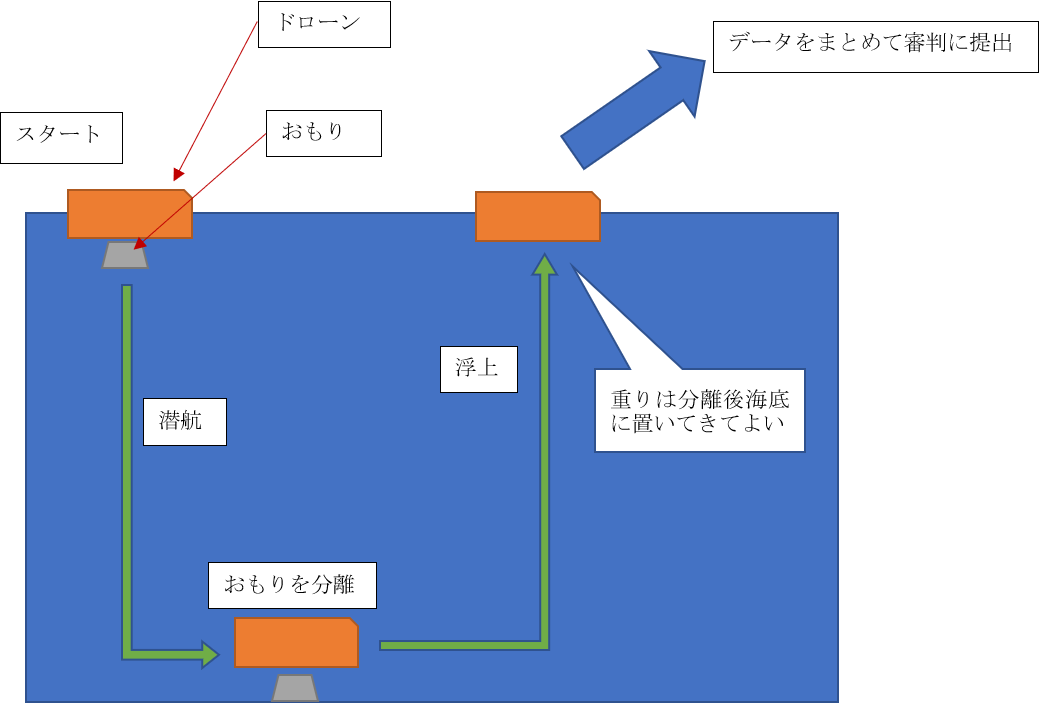 ドローン
データをまとめて審判に提出
スタート
おもり
浮上
潜航
重りは分離後海底
に置いてきてよい
おもりを分離